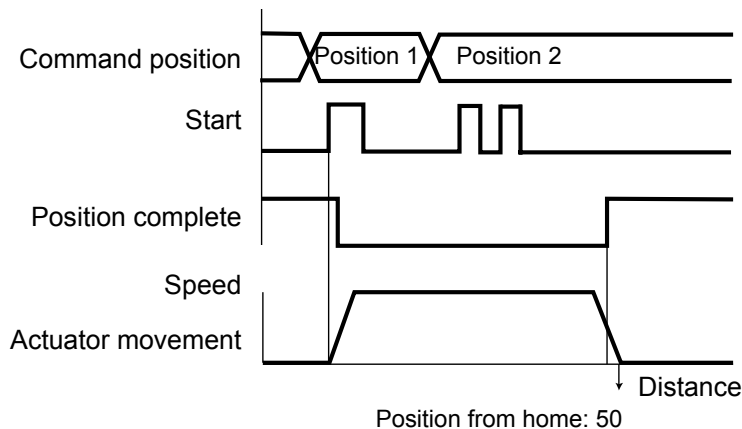 Command position
Position 1
Position 2
Start
Position complete
Speed
Actuator movement
Distance
Position from home: 50